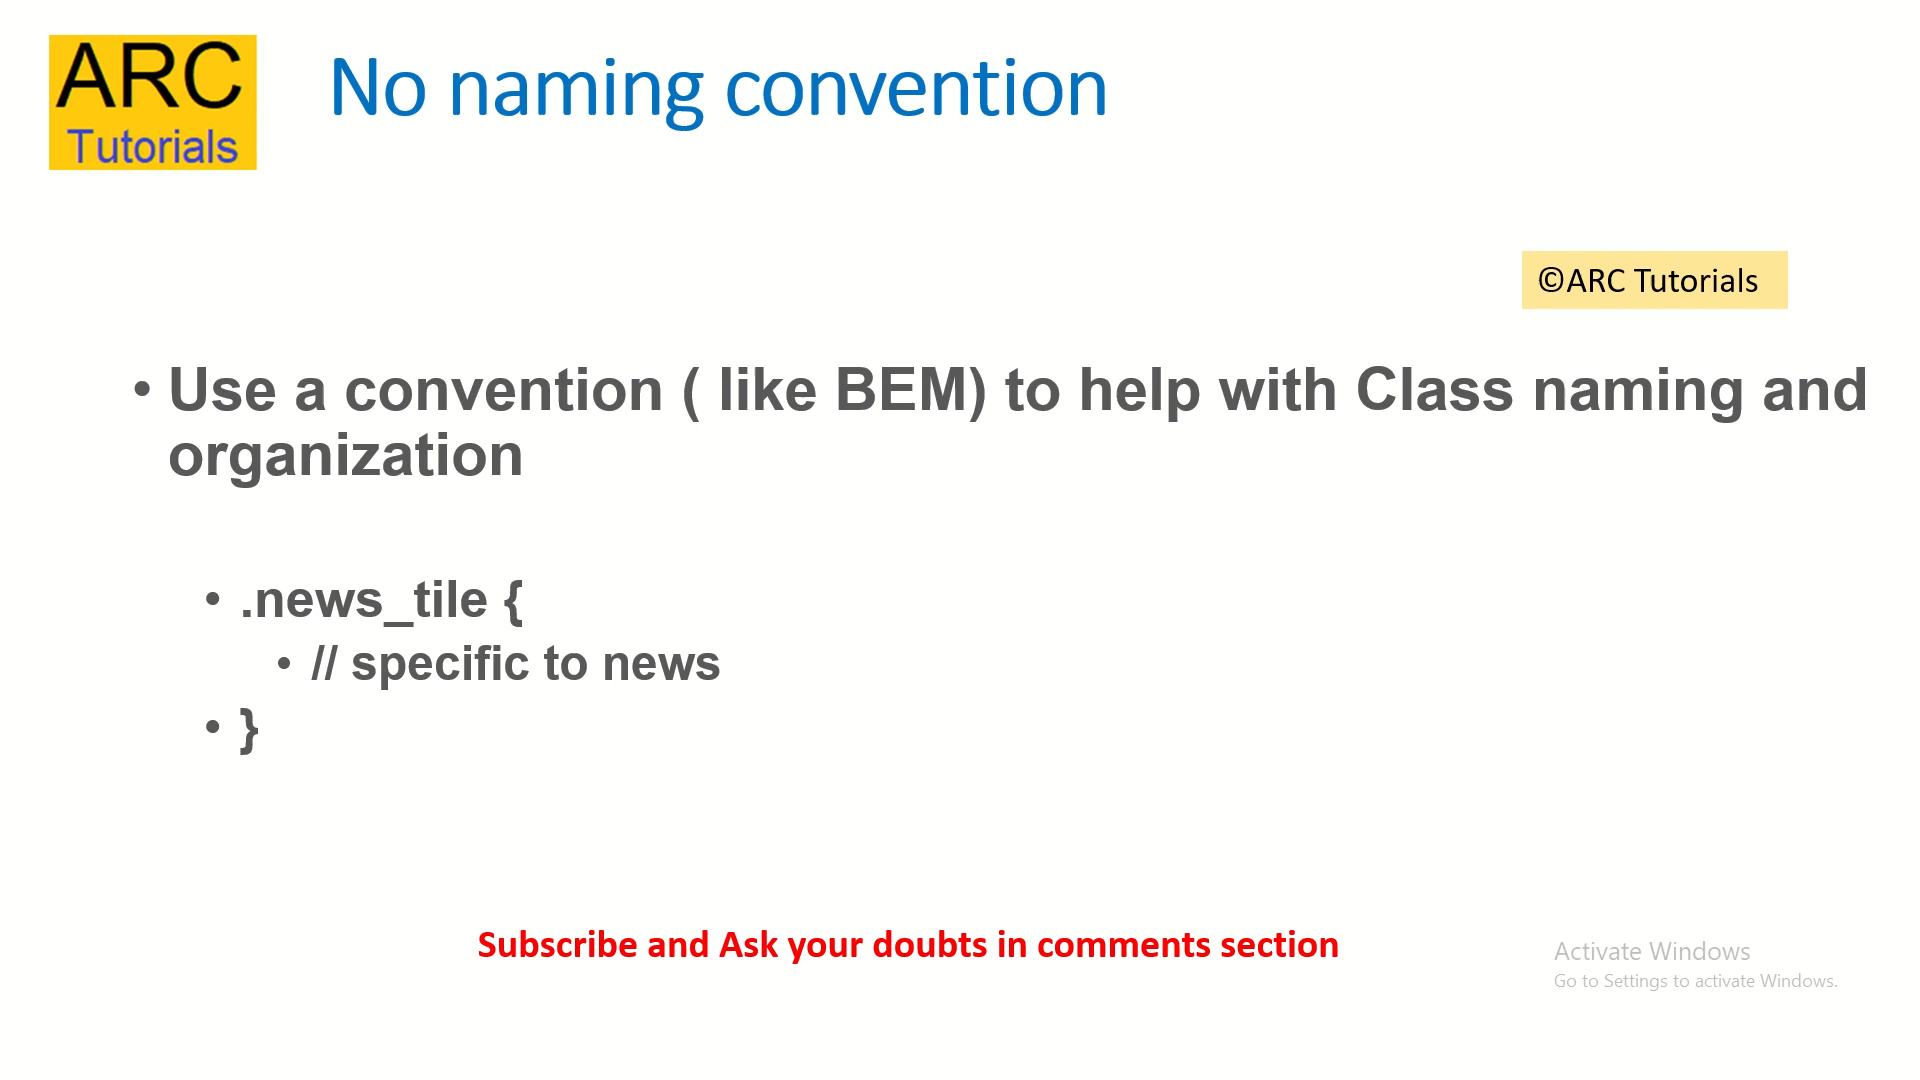 ARC
Tutorials
No naming convention
©ARC Tutorials
• Use a convention ( like BEM) to help with Class naming and
organization
• .news_tile {
• // specific to news
• }
Subscribe and Ask your doubts in comments section
Activate Windows
Go to Settings to activate Windows.